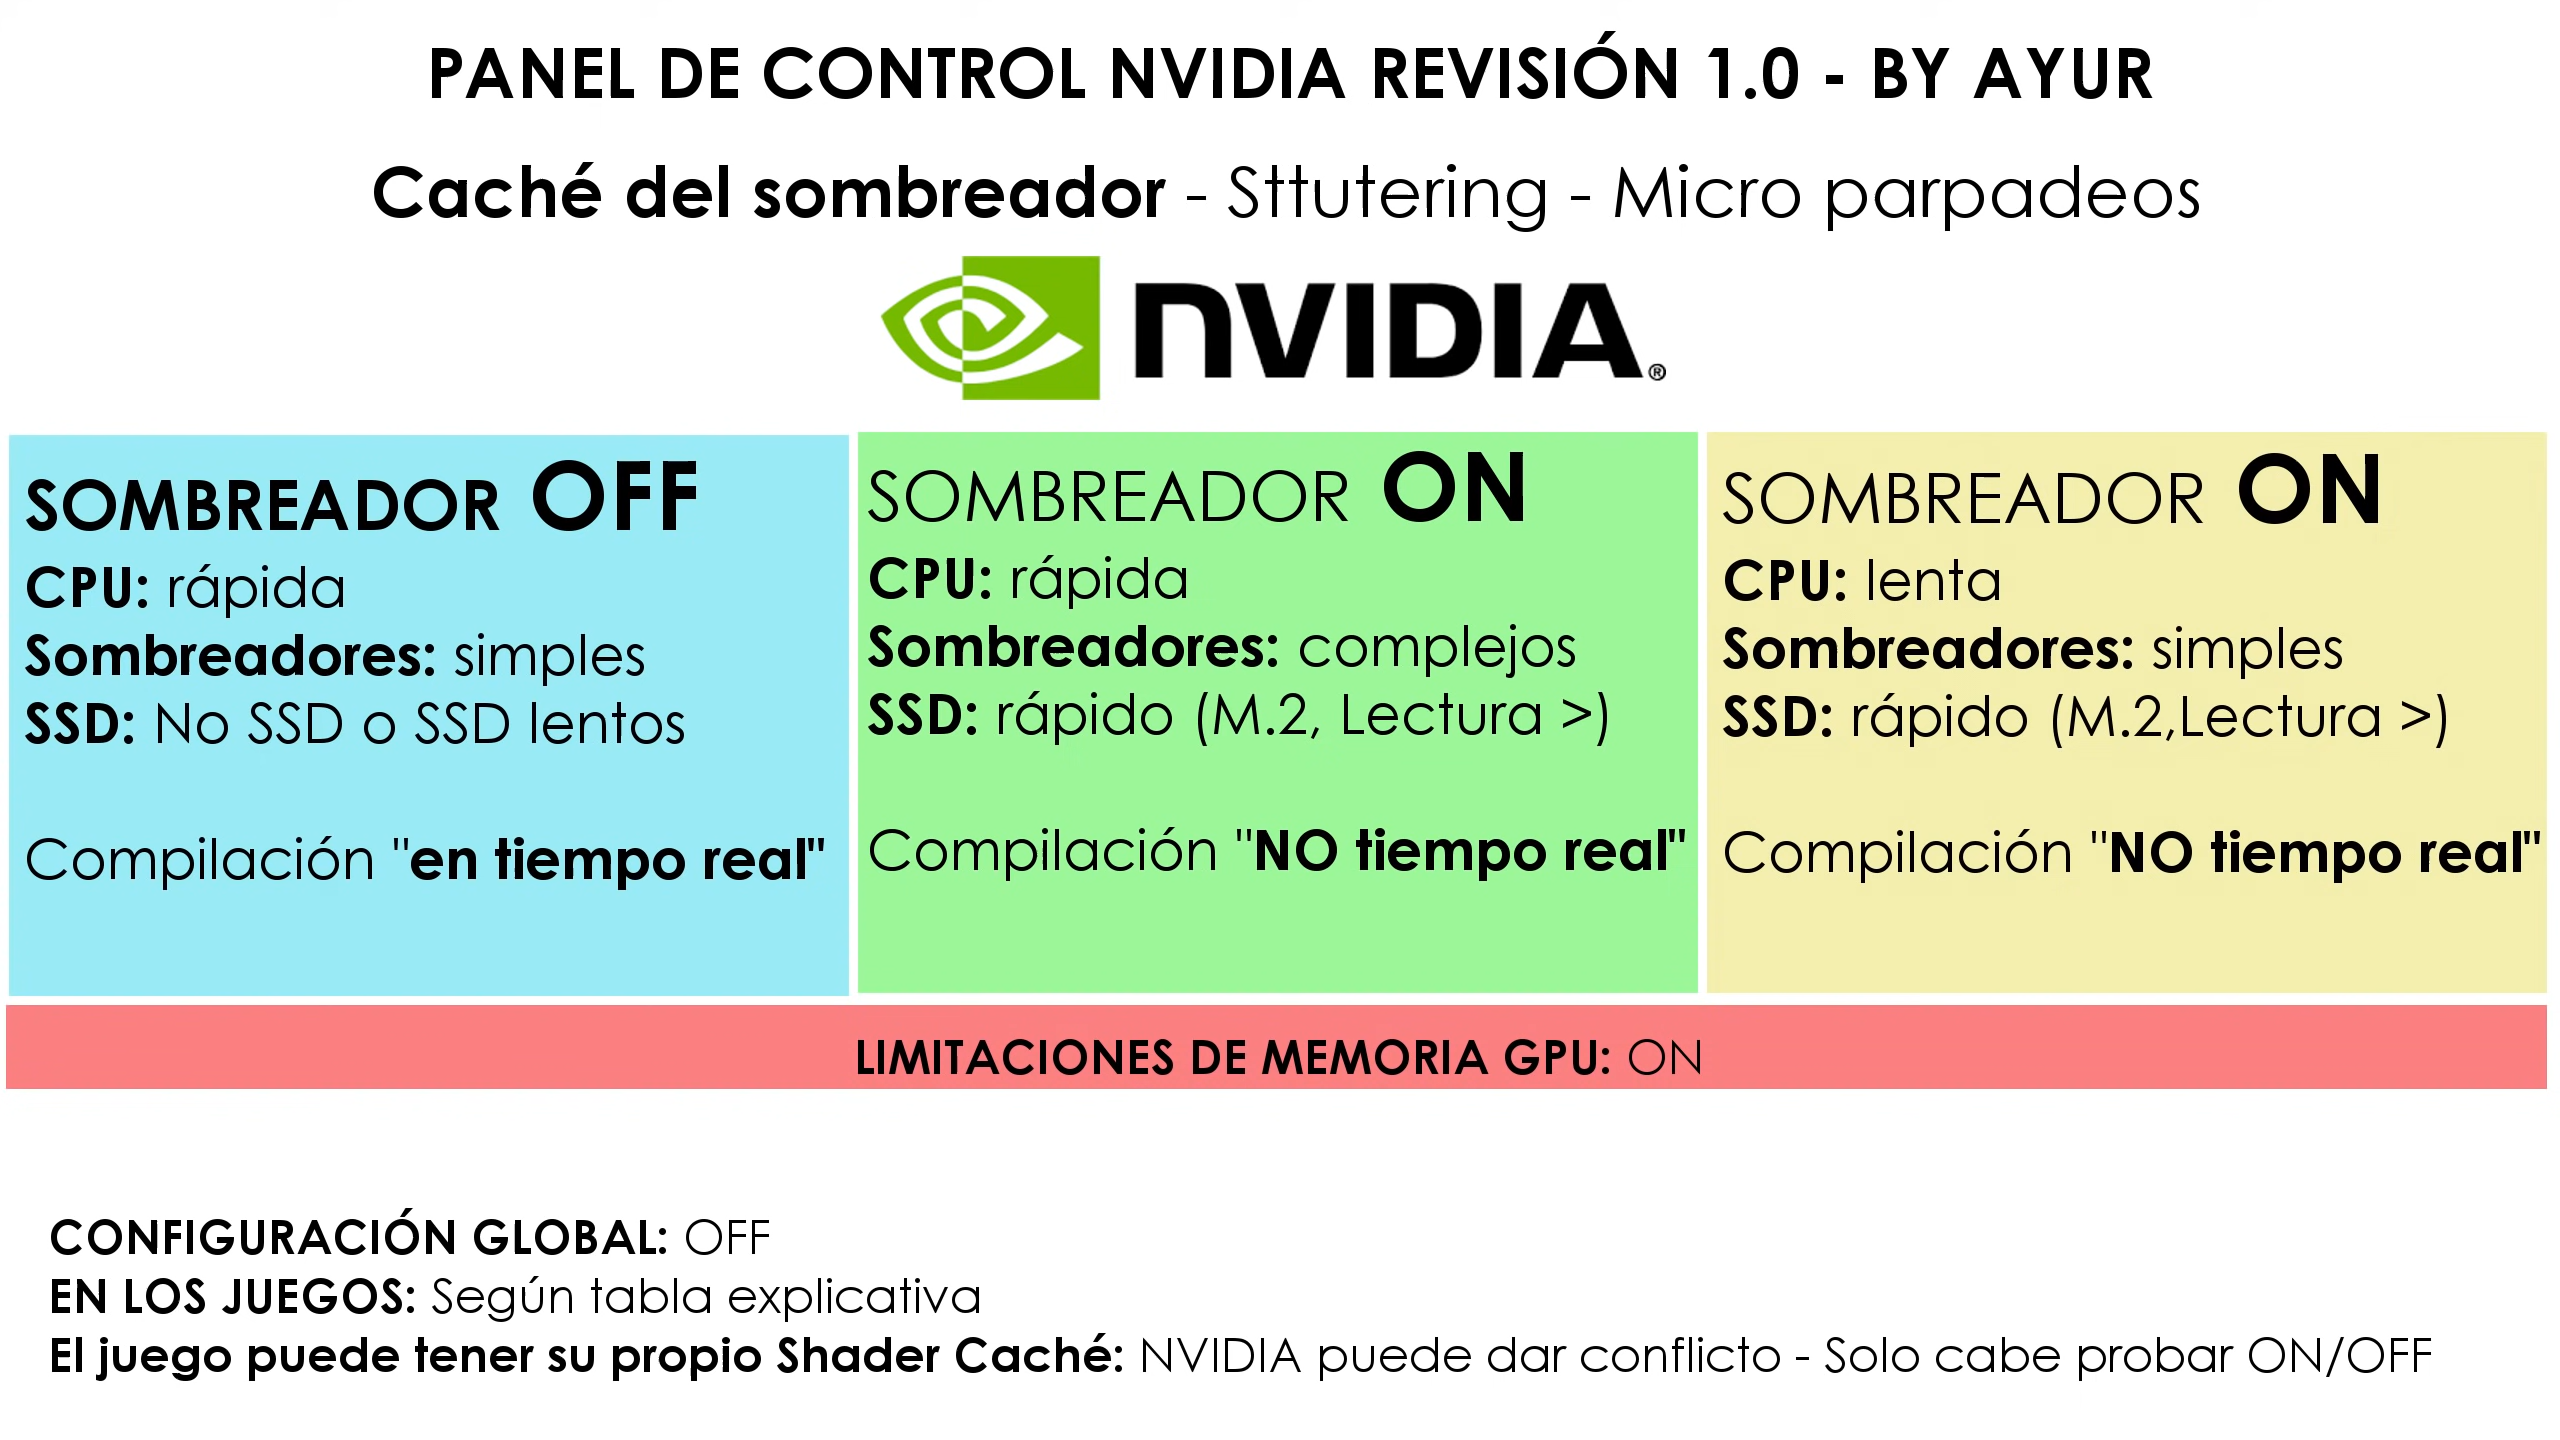 PANEL DE CONTROL NVIDIA REVISIÓN 1.0 - BY AYUR
Caché del sombreador - Sttutering - Micro parpadeos
NVIDIA®
SOMBREADOR OFF
CPU: rápida
Sombreadores: simples
SSD: No SSD o SSD lentos
Compilación "en tiempo real"
SOMBREADOR ON
CPU: rápida
Sombreadores: complejos
SSD: rápido (M.2, Lectura >)
Compilación "NO tiempo real"
SOMBREADOR ON
CPU: lenta
Sombreadores: simples
SSD: rápido (M.2,Lectura >)
Compilación "NO tiempo real"
LIMITACIONES DE MEMORIA GPU: ON
CONFIGURACIÓN GLOBAL: OFF
EN LOS JUEGOS: Según tabla explicativa
El juego puede tener su propio Shader Caché: NVIDIA puede dar conflicto - Solo cabe probar ON/OFF